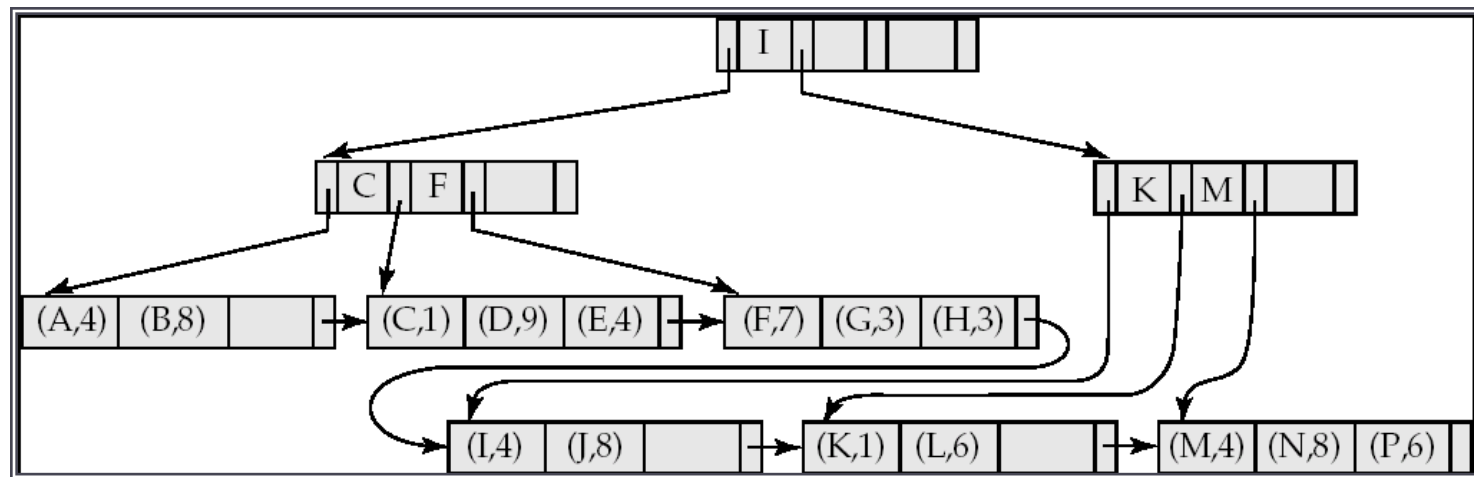 I
C F
K M
(A,4) (B,8)
(C,1) (D,9) (E,4)
(F,7) (G,3) (H,3)
(I,4) (J,8)
(K,1) (L,6)
(M,4) (N,8) (P,6)